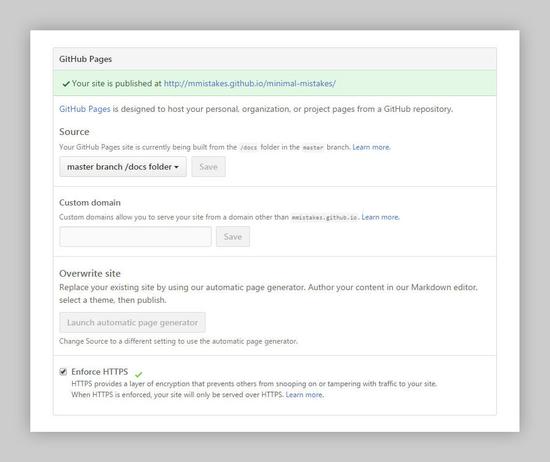 GitHub Pages
Your site is published at http://mmistakes.github.io/minimal-mistakes/
GitHub Pages is designed to host your personal, organization, or project pages from a GitHub repository.
Source
Your GitHub Pages site is currently being built from the /docs folder in the master branch. Learn more.
master branch /docs folder
Save
Custom domain
Custom domains allow you to serve your site from a domain other than mmistakes.github.io. Learn more.
Save
Overwrite site
Replace your existing site by using our automatic page generator. Author your content in our Markdown editor,
select a theme, then publish.
Launch automatic page generator
Change Source to a different setting to use the automatic page generator.
Enforce HTTPS
HTTPS provides a layer of encryption that prevents others from snooping on or tampering with traffic to your site.
When HTTPS is enforced, your site will only be served over HTTPS. Learn more.